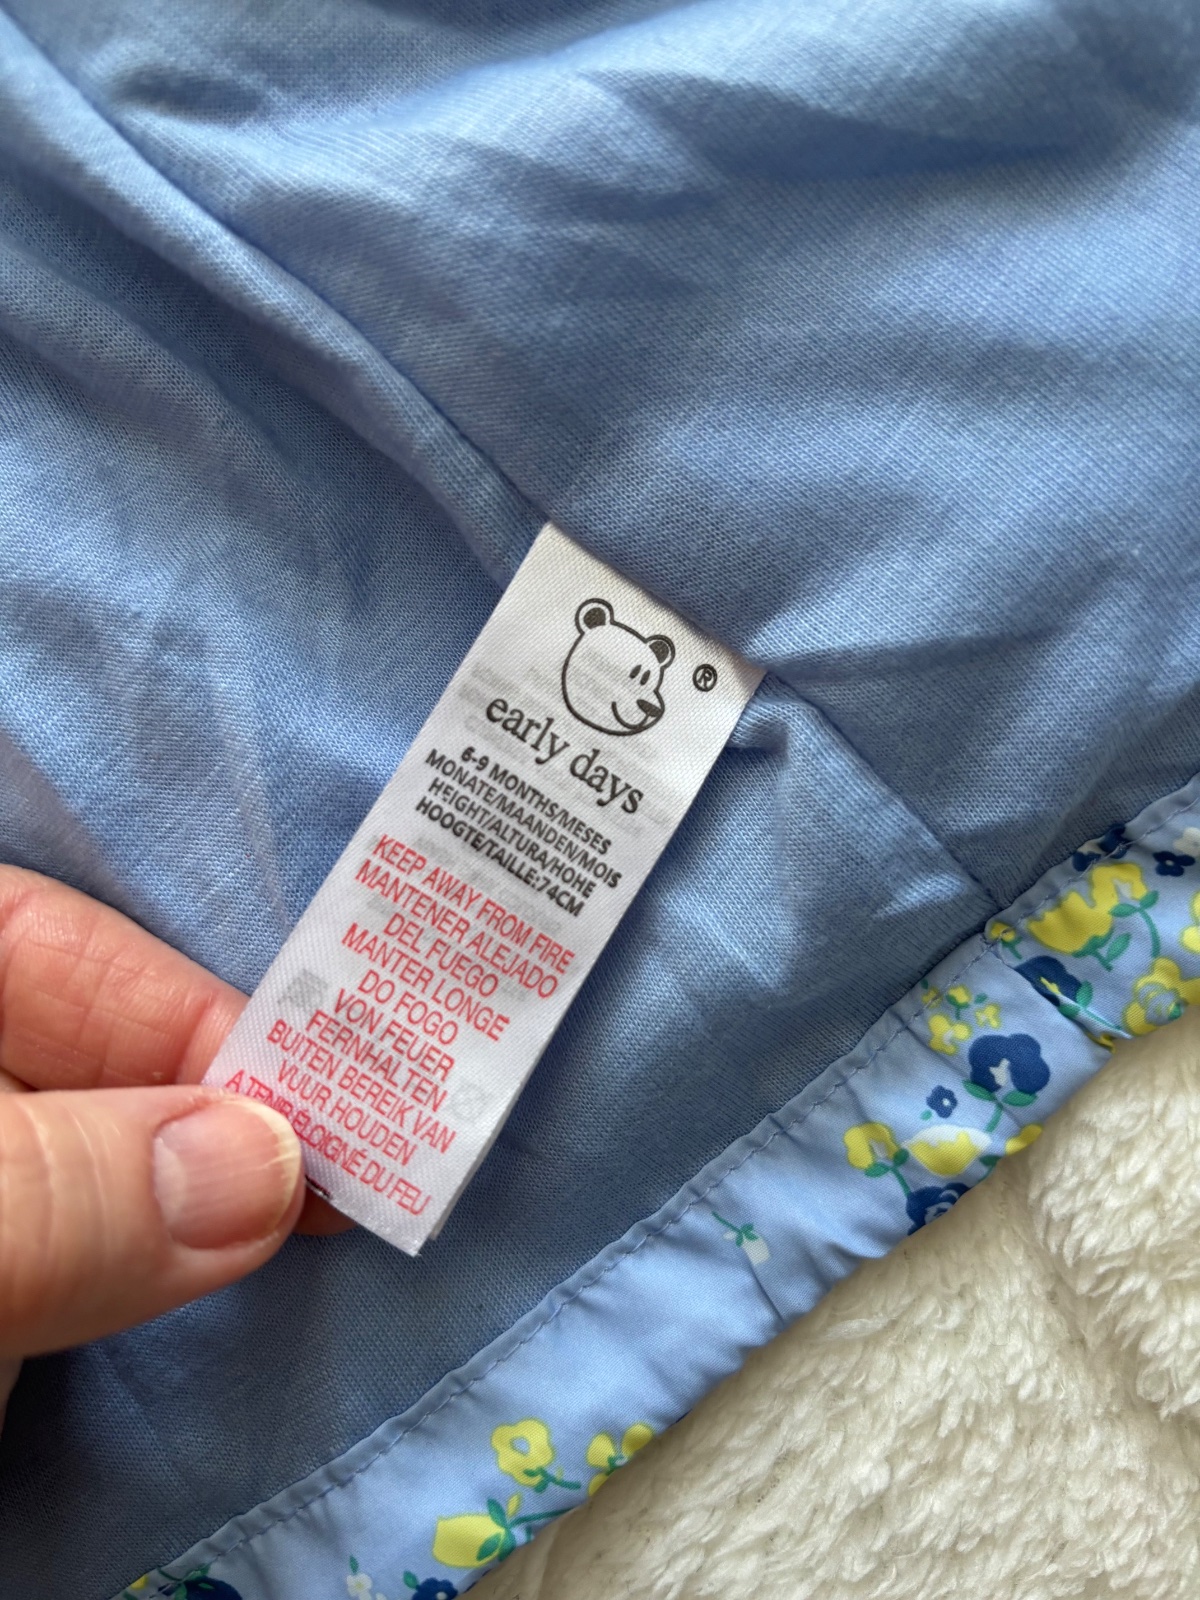 ®
early days
6-9 MONTHS/MESES
MONATE/MAANDEN/MOIS
HEIGHT/ALTURA/HOHE
HOOGTE/TAILLE:74CM
KEEP AWAY FROM FIRE
MANTENER ALEJADO
DEL FUEGO
MANTER LONGE
DO FOGO
VON FEUER
FERNHALTEN
BUITEN BEREIK VAN
VUUR HOUDEN
A TENIR ÉLOIGNÉ DU FEU